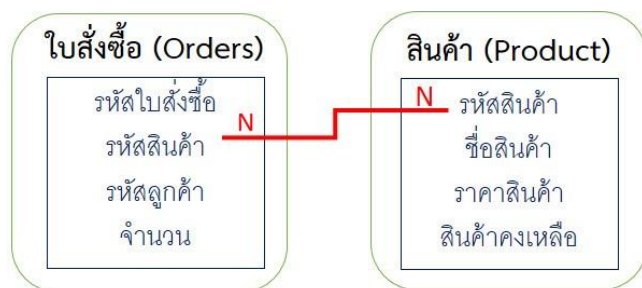 ใบสั่งซื้อ (Orders)
รหัสใบสั่งซื้อ
รหัสสินค้า
รหัสลูกค้า
จำนวน
N
N
สินค้า (Product)
รหัสสินค้า
ชื่อสินค้า
ราคาสินค้า
สินค้าคงเหลือ